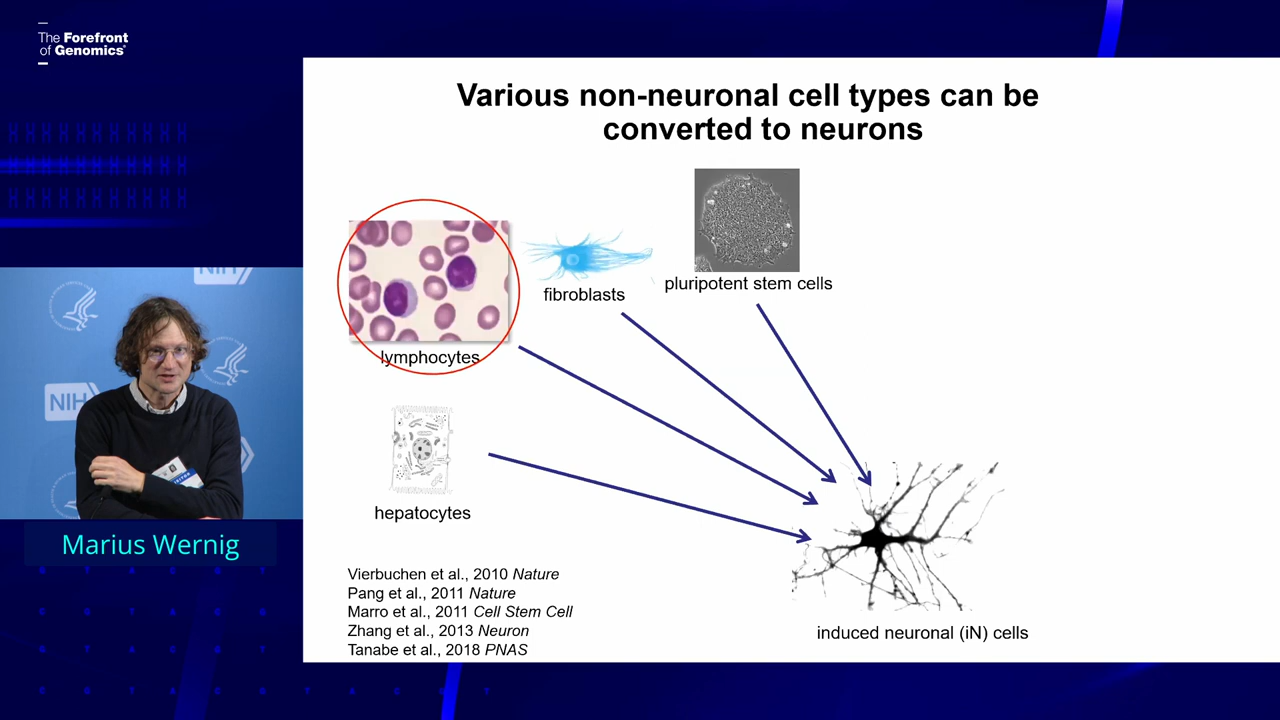 The Forefront
of Genomics®
Various non-neuronal cell types can be
converted to neurons
lymphocytes
fibroblasts
pluripotent stem cells
hepatocytes
induced neuronal (iN) cells
Vierbuchen et al., 2010 Nature
Pang et al., 2011 Nature
Marro et al., 2011 Cell Stem Cell
Zhang et al., 2013 Neuron
Tanabe et al., 2018 PNAS
NIH
NIH
Marius Wernig